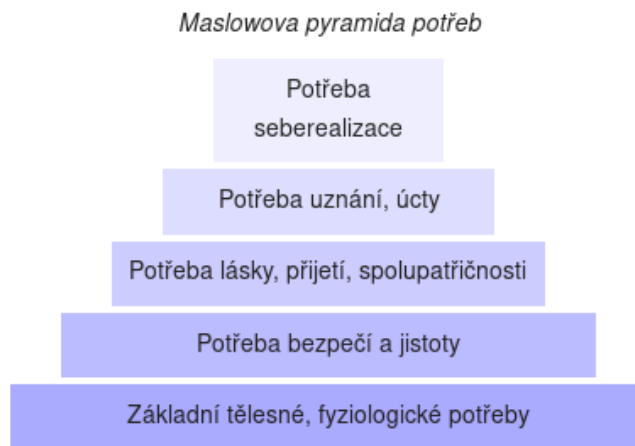 Maslowova pyramida potřeb
Potřeba
seberealizace
Potřeba uznání, úcty
Potřeba lásky, přijetí, spolupatřičnosti
Potřeba bezpečí a jistoty
Základní tělesné, fyziologické potřeby